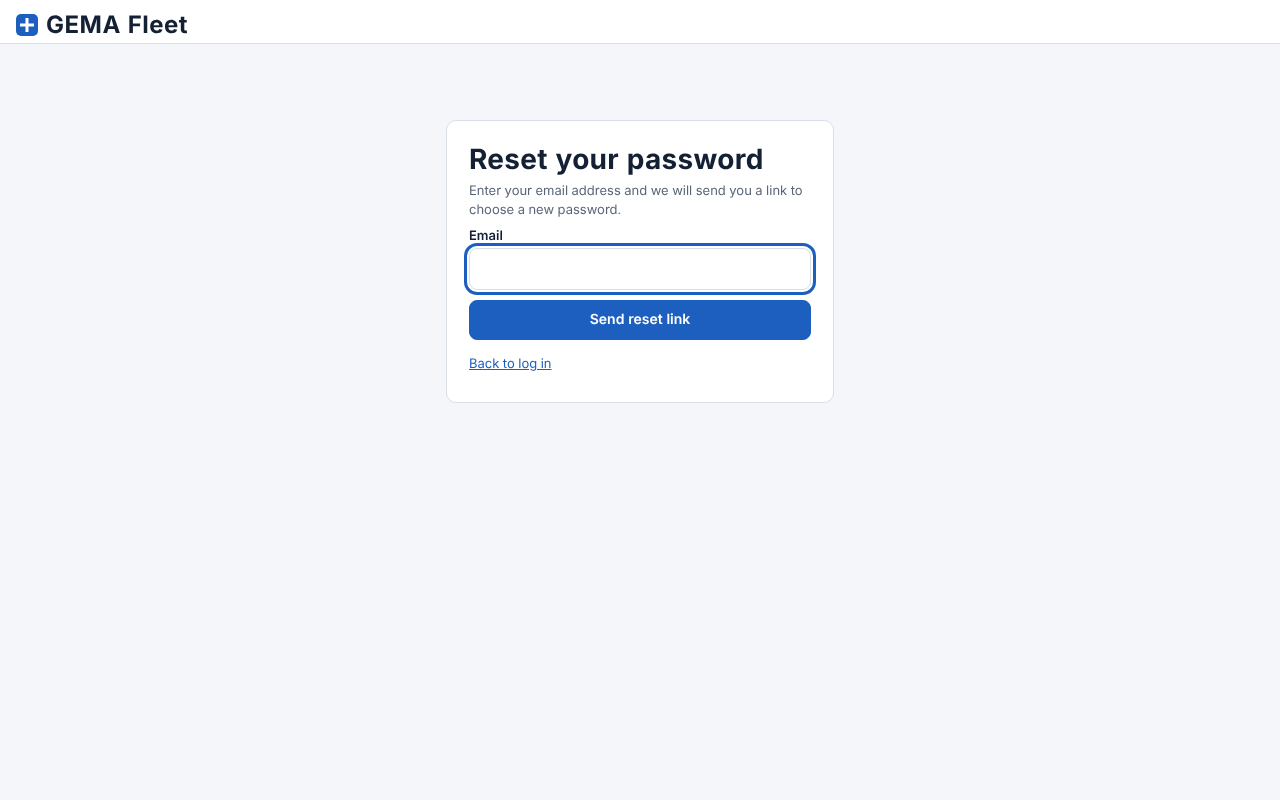 GEMA Fleet
Reset your password
Enter your email address and we will send you a link to
choose a new password.
Email
Send reset link
Back to log in